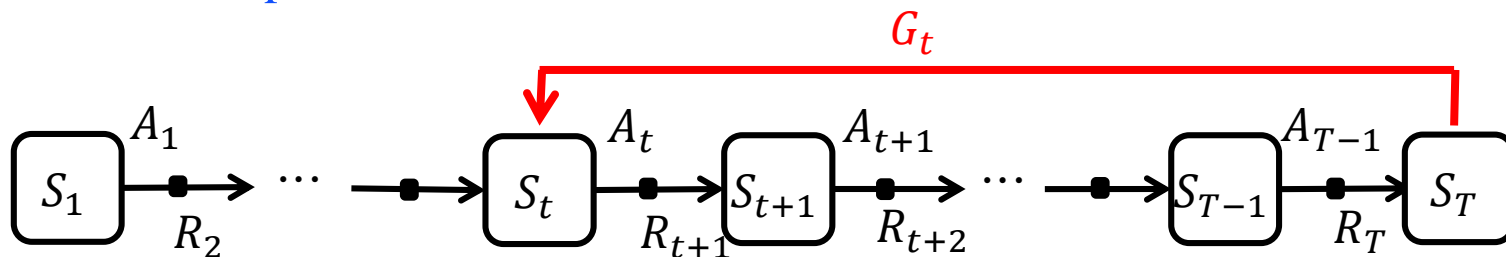 G_t
A_1 A_t A_{t+1} A_{T−1}
S_1 ··· S_t S_{t+1} ··· S_{T−1} S_T
R_2 R_{t+1} R_{t+2} R_T